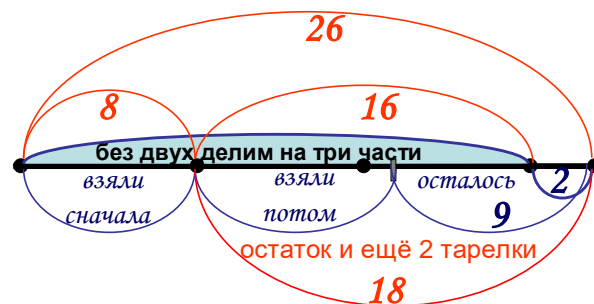 26
8
16
без двух делим на три части
взяли взяли осталось 2
сначала потом 9
остаток и ещё 2 тарелки
18